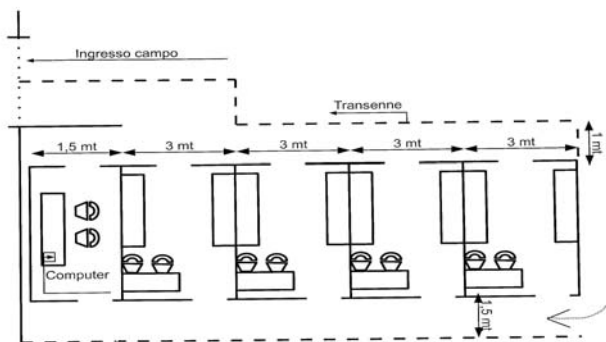 Ingresso campo
Transenne
1,5 mt
3 mt
3 mt
3 mt
3 mt
1 mt.
Computer
1,5 mt